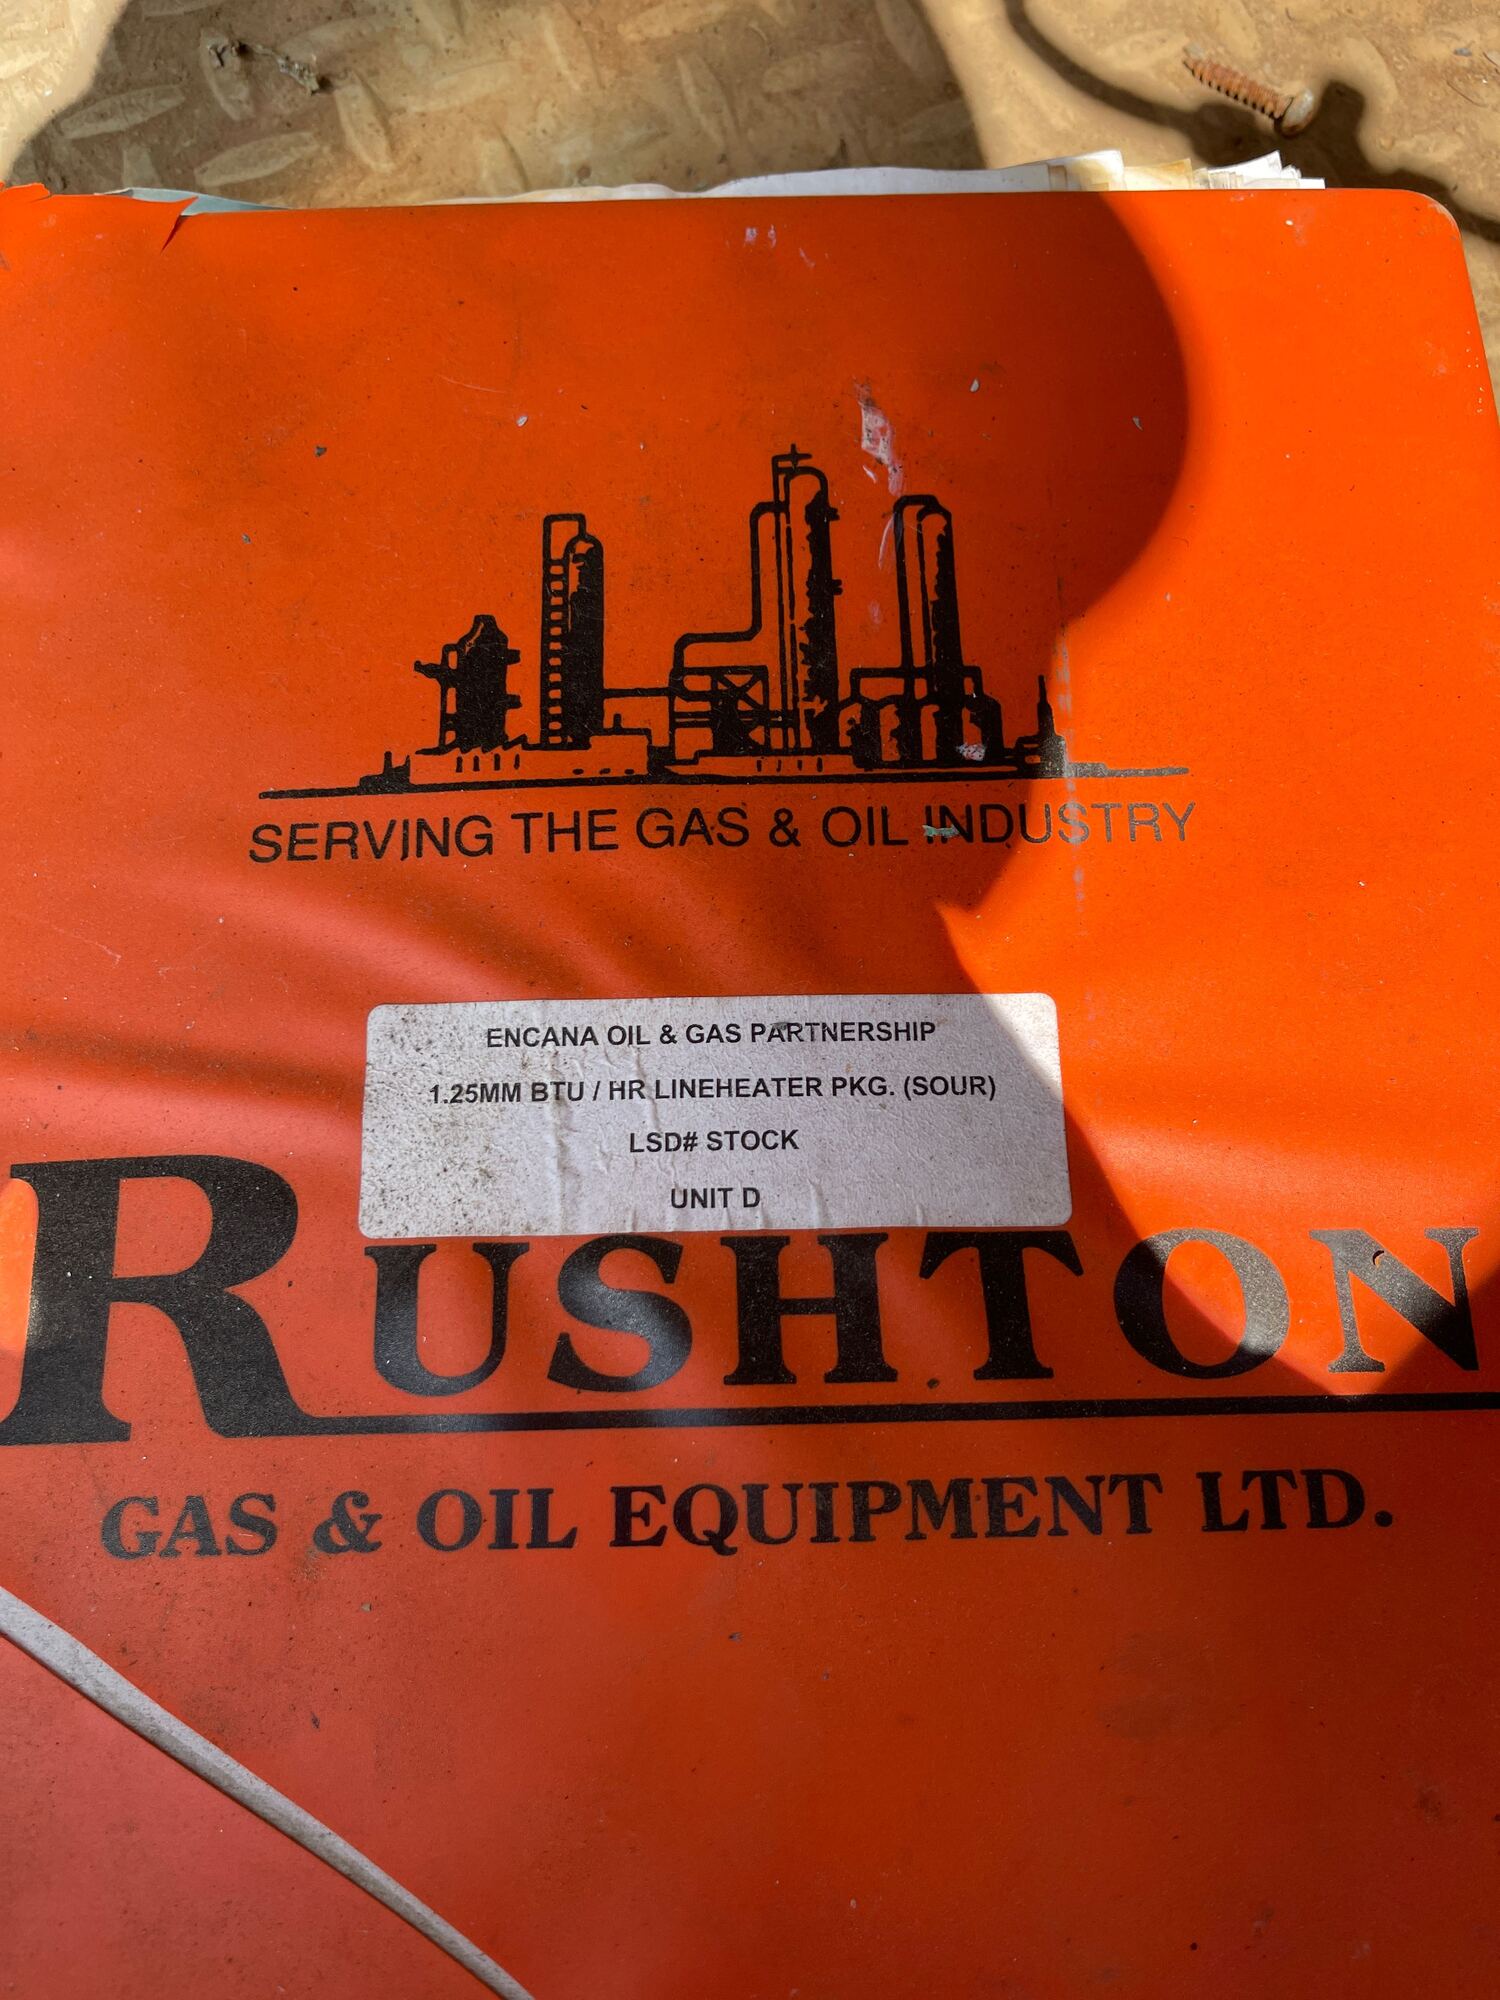 SERVING THE GAS & OIL INDUSTRY
ENCANA OIL & GAS PARTNERSHIP
1.25MM BTU / HR LINEHEATER PKG. (SOUR)
LSD# STOCK
UNIT D
RUSHTON
GAS & OIL EQUIPMENT LTD.